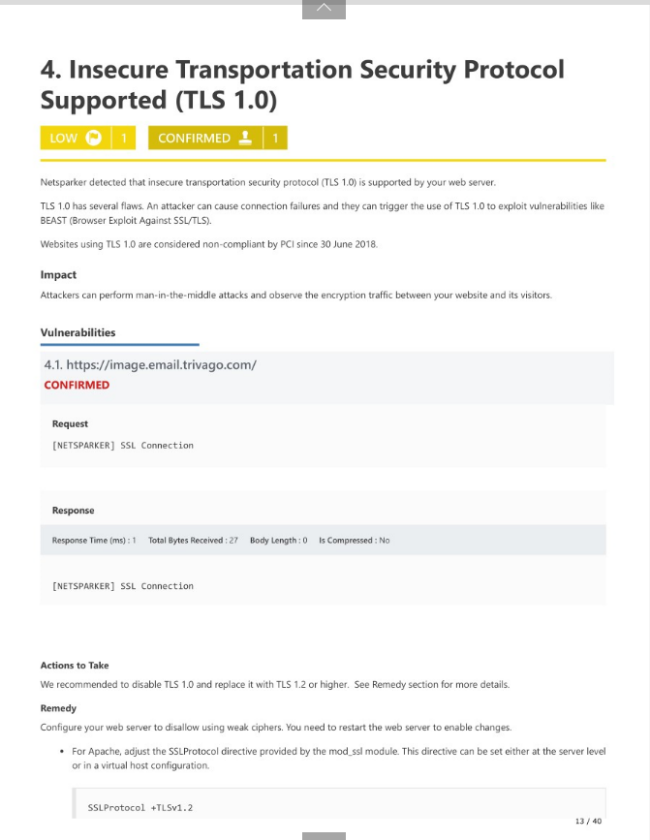 4. Insecure Transportation Security Protocol
Supported (TLS 1.0)
LOW 1 CONFIRMED 1
Netsparker detected that insecure transportation security protocol (TLS 1.0) is supported by your web server.
TLS 1.0 has several flaws. An attacker can cause connection failures and they can trigger the use of TLS 1.0 to exploit vulnerabilities like
BEAST (Browser Exploit Against SSL/TLS).
Websites using TLS 1.0 are considered non-compliant by PCI since 30 June 2018.
Impact
Attackers can perform man-in-the-middle attacks and observe the encryption traffic between your website and its visitors.
Vulnerabilities
4.1. https://image.email.trivago.com/
CONFIRMED
Request
[NETSPARKER] SSL Connection
Response
Response Time (ms) : 1 Total Bytes Received : 27 Body Length : 0 Is Compressed : No
[NETSPARKER] SSL Connection
Actions to Take
We recommended to disable TLS 1.0 and replace it with TLS 1.2 or higher. See Remedy section for more details.
Remedy
Configure your web server to disallow using weak ciphers. You need to restart the web server to enable changes.
• For Apache, adjust the SSLProtocol directive provided by the mod_ssl module. This directive can be set either at the server level
or in a virtual host configuration.
SSLProtocol +TLSv1.2
13 / 40